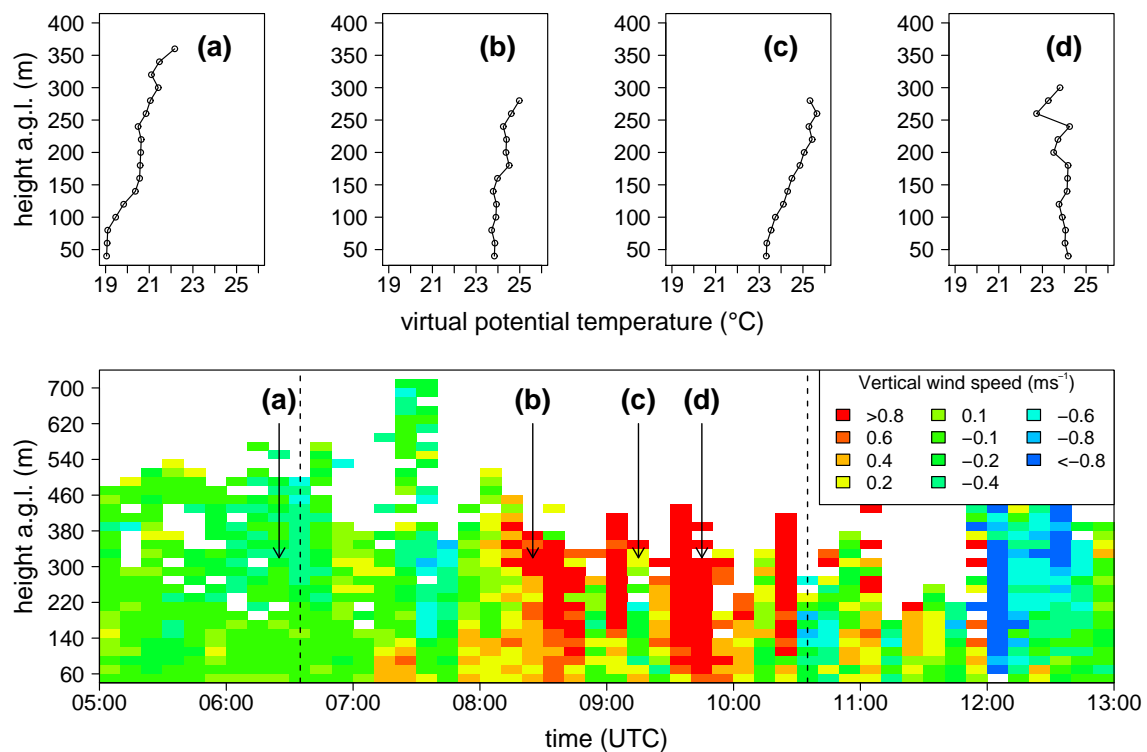 400 350 300 250 200 150 100 50
height a.g.l. (m)
(a)
19 21 23 25
400 350 300 250 200 150 100 50
(b)
19 21 23 25
400 350 300 250 200 150 100 50
(c)
19 21 23 25
400 350 300 250 200 150 100 50
(d)
19 21 23 25
virtual potential temperature (°C)
700 620 540 460 380 300 220 140 60
height a.g.l. (m)
(a) (b) (c) (d)
Vertical wind speed (ms⁻¹)
>0.8 0.1 −0.6
0.6 −0.1 −0.8
0.4 −0.2 <−0.8
0.2 −0.4
05:00 06:00 07:00 08:00 09:00 10:00 11:00 12:00 13:00
time (UTC)